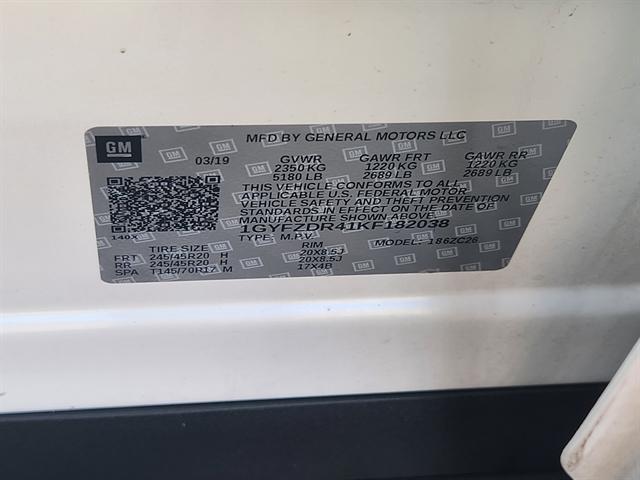 GM
MFD BY GENERAL MOTORS LLC
03/19 GVWR GAWR FRT GAWR RR
2350 KG 1220 KG 1220 KG
5180 LB 2689 LB 2689 LB
THIS VEHICLE CONFORMS TO ALL
APPLICABLE U.S. FEDERAL MOTOR
VEHICLE SAFETY AND THEFT PREVENTION
STANDARDS IN EFFECT ON THE DATE OF
MANUFACTURE SHOWN ABOVE.
1GYFZDR41KF182038
TYPE: M.P.V. MODEL: 186ZC26
TIRE SIZE RIM
FRT 245/45R20 H 20X8.5J
RR 245/45R20 H 20X8.5J
SPA T145/70R17 M 17X4B